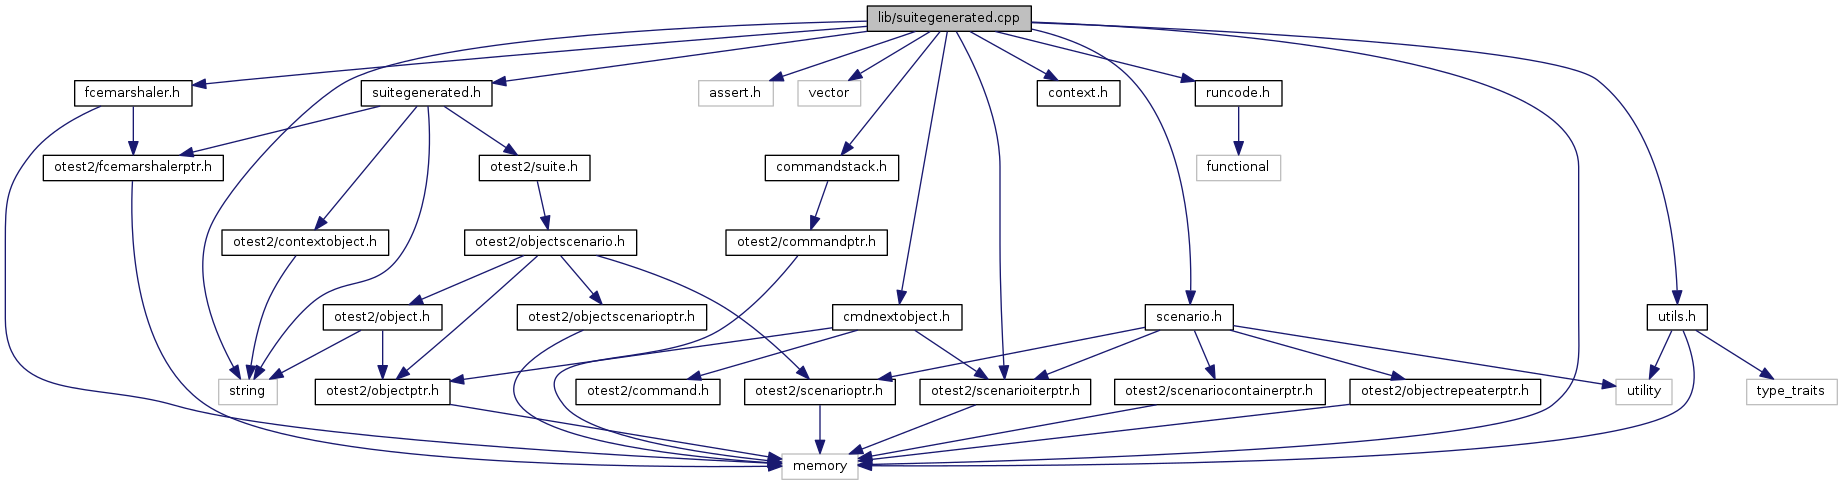 lib/suitegenerated.cpp
fcemarshaler.h
suitegenerated.h
assert.h
vector
context.h
runcode.h
otest2/fcemarshalerptr.h
otest2/suite.h
commandstack.h
functional
otest2/contextobject.h
otest2/objectscenario.h
otest2/commandptr.h
otest2/object.h
otest2/objectscenarioptr.h
cmdnextobject.h
scenario.h
utils.h
string
otest2/objectptr.h
otest2/command.h
otest2/scenarioptr.h
otest2/scenarioiterptr.h
otest2/scenariocontainerptr.h
otest2/objectrepeaterptr.h
utility
type_traits
memory